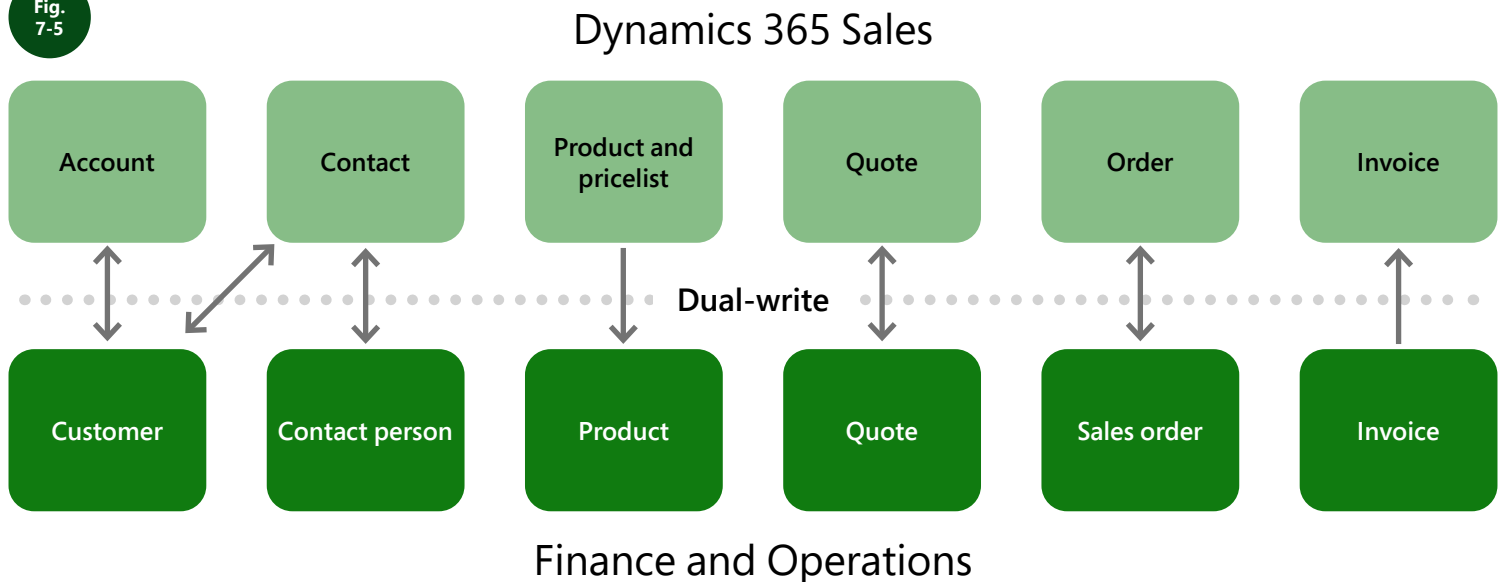 Fig.
7-5
Dynamics 365 Sales
Account
Contact
Product and
pricelist
Quote
Order
Invoice
Dual-write
Customer
Contact person
Product
Quote
Sales order
Invoice
Finance and Operations